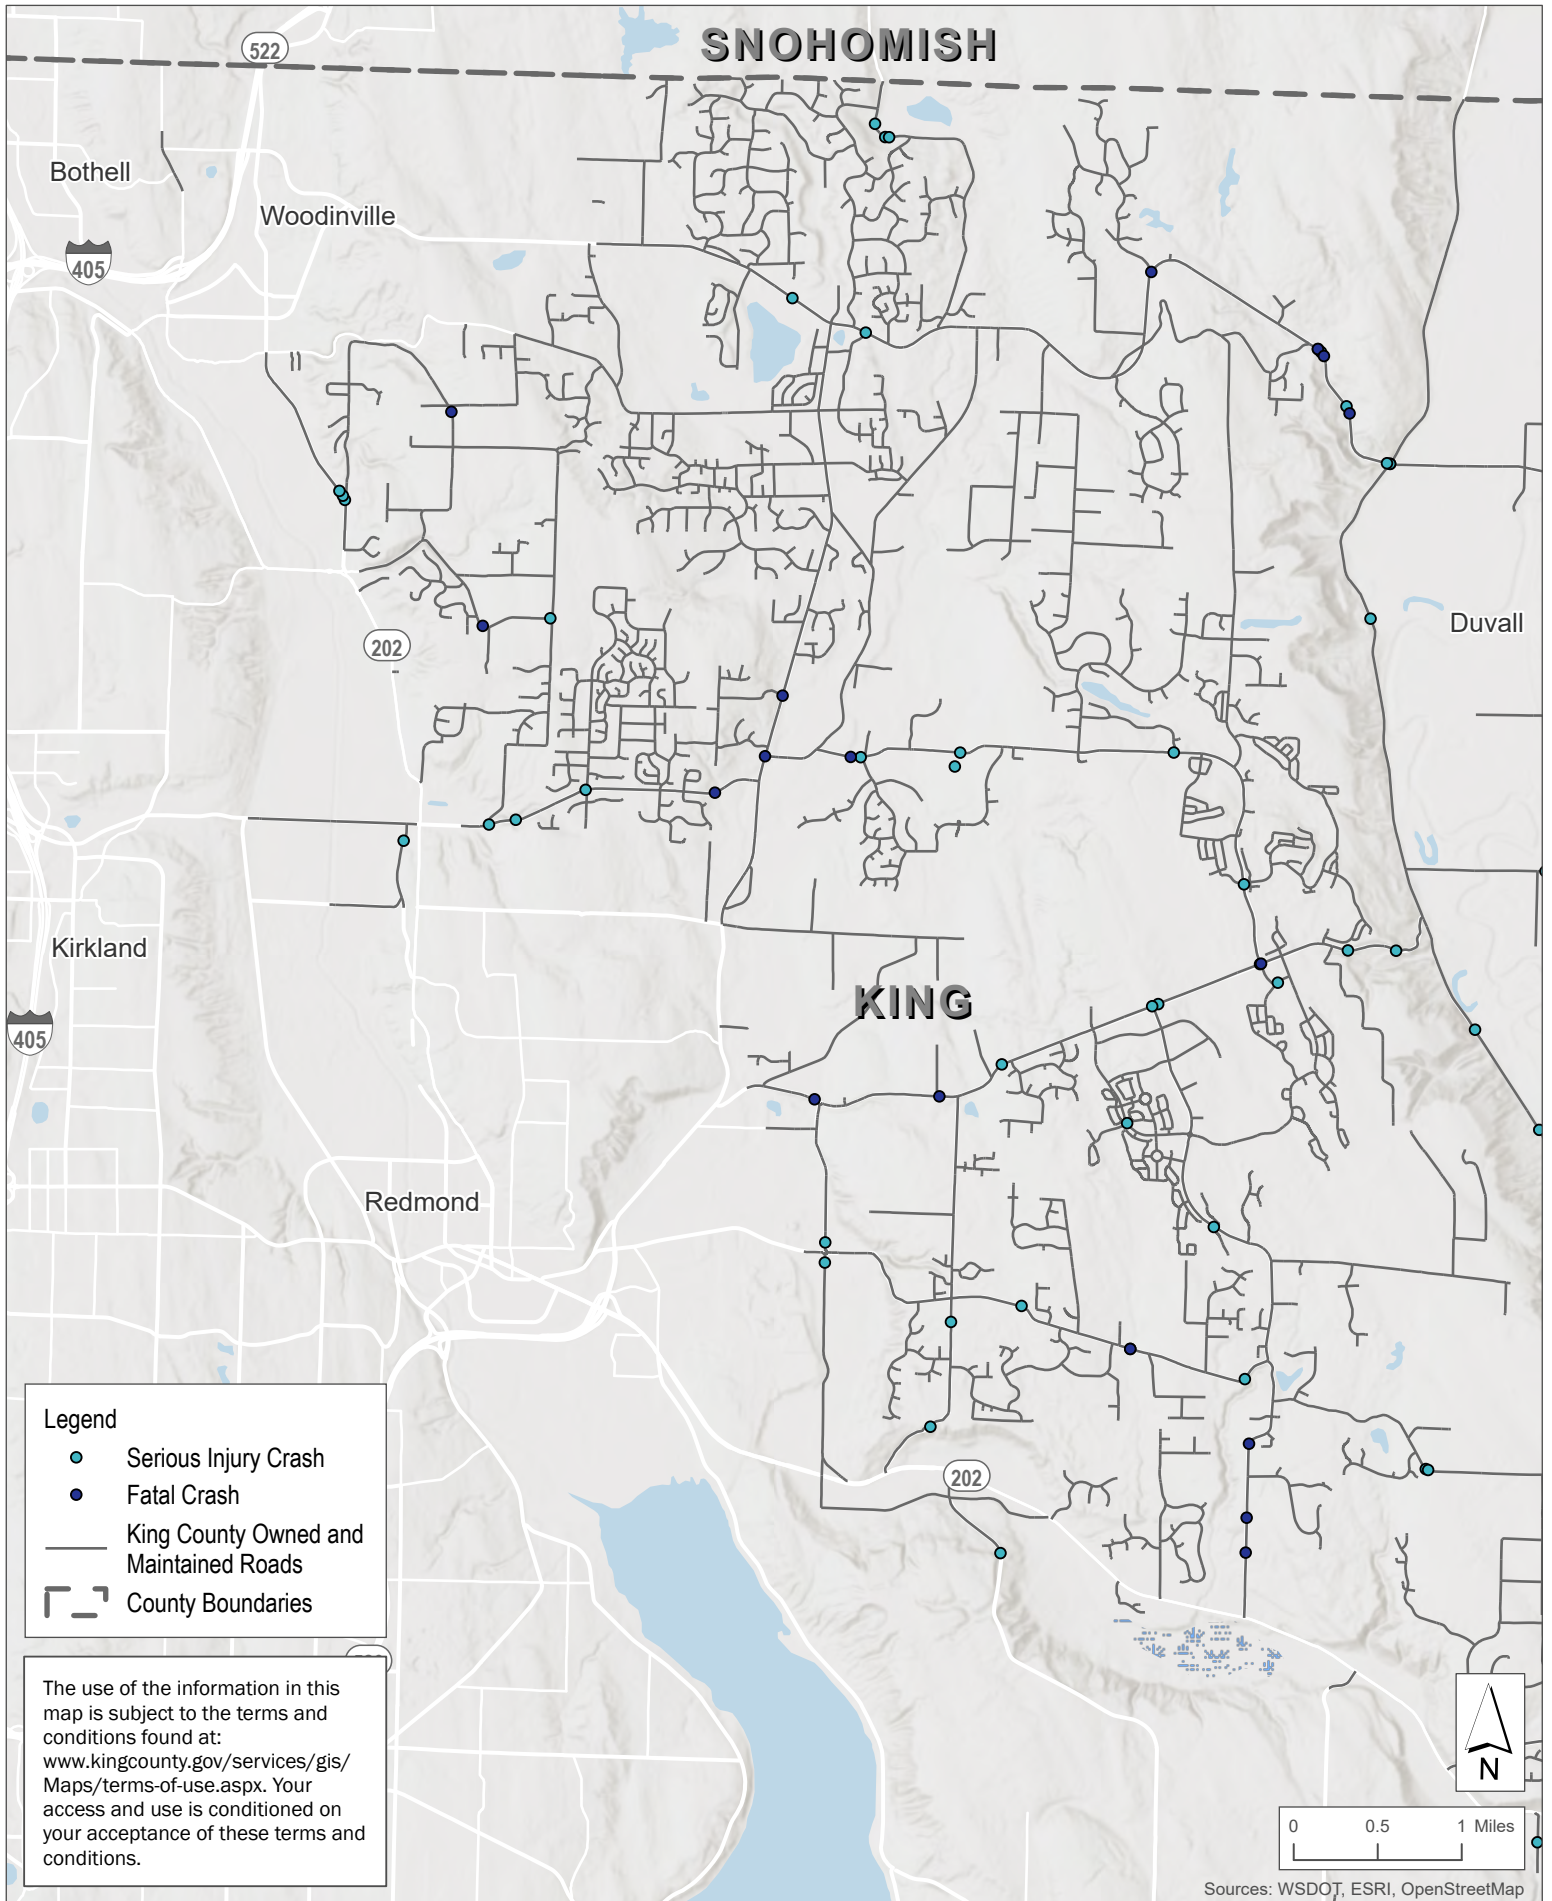 SNOHOMISH
522
Bothell
Woodinville
405
202
Duvall
Kirkland
KING
405
Redmond
202
Legend
Serious Injury Crash
Fatal Crash
King County Owned and
Maintained Roads
County Boundaries
The use of the information in this
map is subject to the terms and
conditions found at:
www.kingcounty.gov/services/gis/
Maps/terms-of-use.aspx. Your
access and use is conditioned on
your acceptance of these terms and
conditions.
N
0 0.5 1 Miles
Sources: WSDOT, ESRI, OpenStreetMap